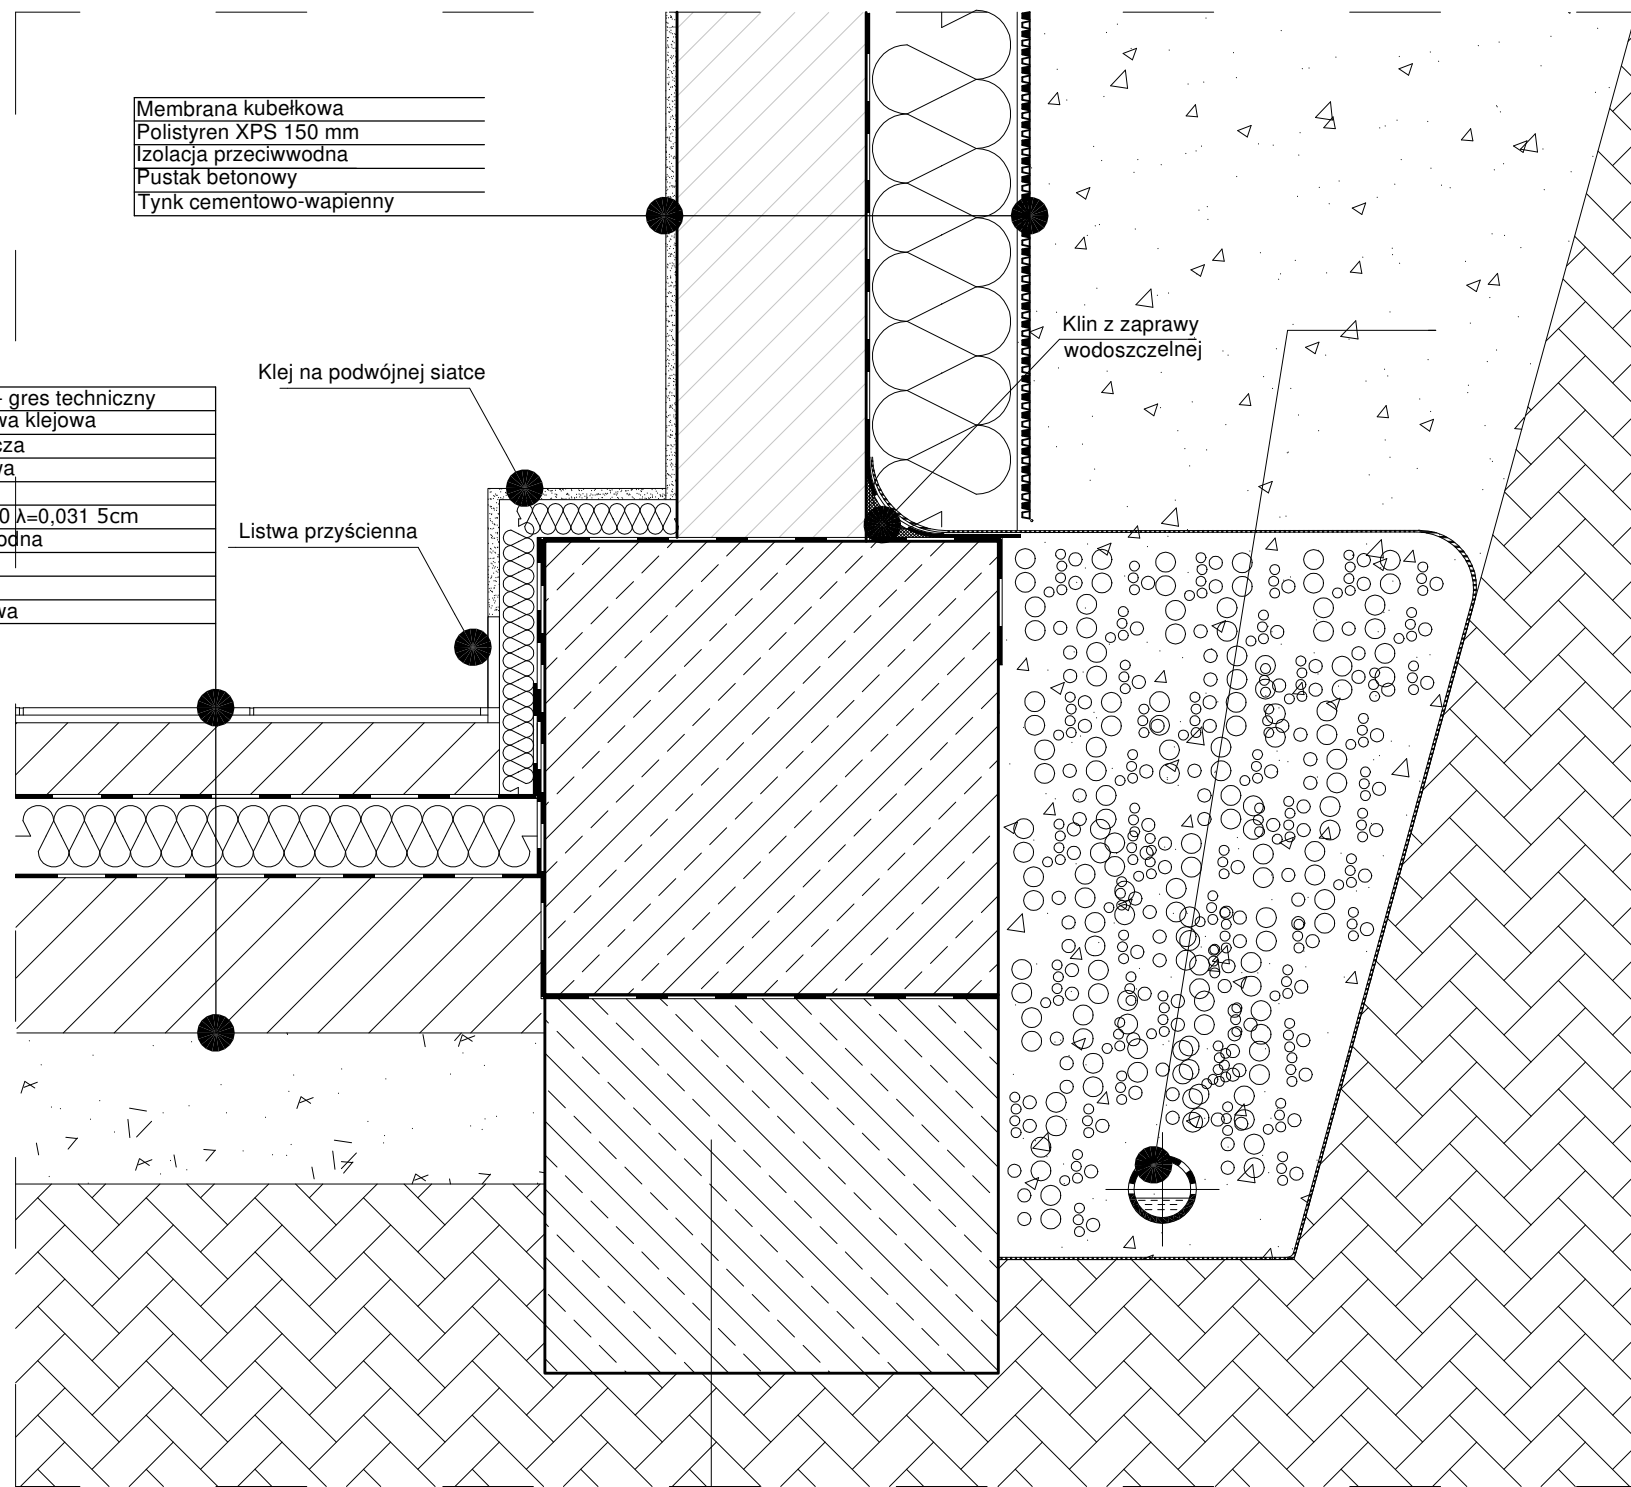 Membrana kubełkowa
Polistyren XPS 150 mm
Izolacja przeciwwodna
Pustak betonowy
Tynk cementowo-wapienny
Klin z zaprawy
wodoszczelnej
Klej na podwójnej siatce
- gres techniczny
wa klejowa
cza
wa
0 λ=0,031 5cm
odna
wa
Listwa przyścienna